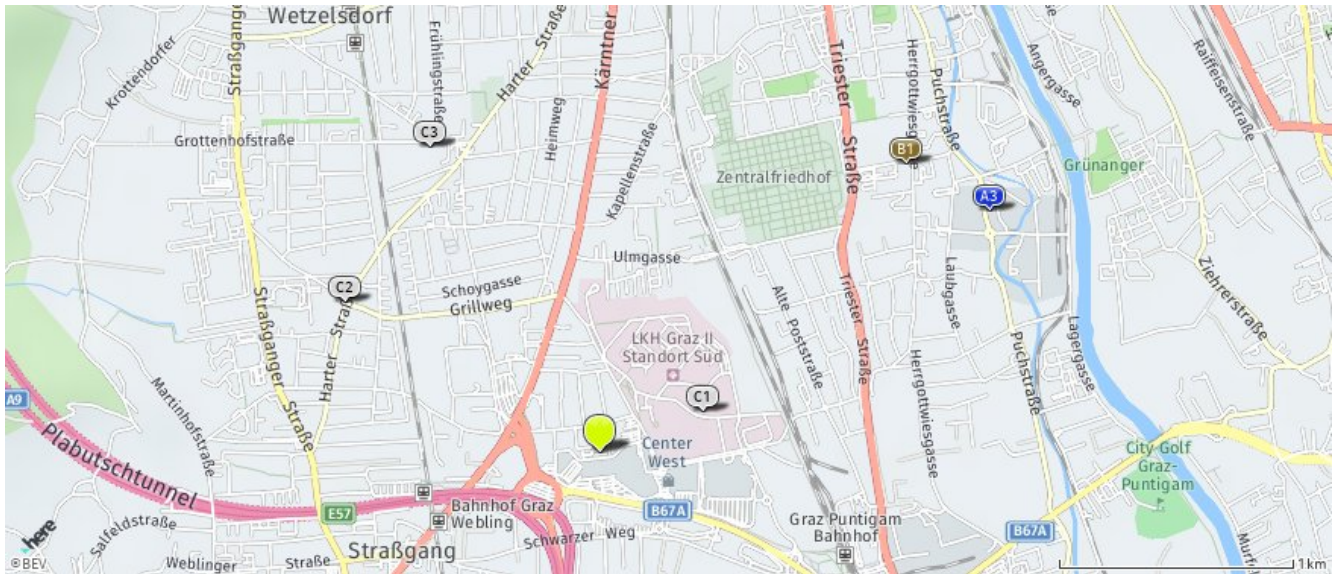 Wetzelsdorf
Krottendorfer
Straßgange
Frühlingstraße
Harter Straße
Kärntner
Triester Straße
Herrgottwiesgasse
Puchstraße
Angergasse
Raiffeisenstraße
Grottenhofstraße
C3
Heimweg
Kapellenstraße
Zentralfriedhof
B1
Grünanger
A3
Ulmgasse
C2
Schoygasse
Grillweg
Harter Straße
Straßganger Straße
Alte Poststraße
Triester Straße
Laubgasse
Puchstraße
Lagergasse
Ziehrerstraße
LKH Graz II
Standort Süd
C1
Herrgottwiesgasse
A9
Martinhofstraße
Plabutschtunnel
Center
West
City Golf
Graz-
Puntigam
E57
Bahnhof Graz
Webling
B67A
Graz Puntigam
Bahnhof
B67A
Salfeldstraße
Schwarzer Weg
Straßgang
Weblinger Straße
here
©BEV
1km